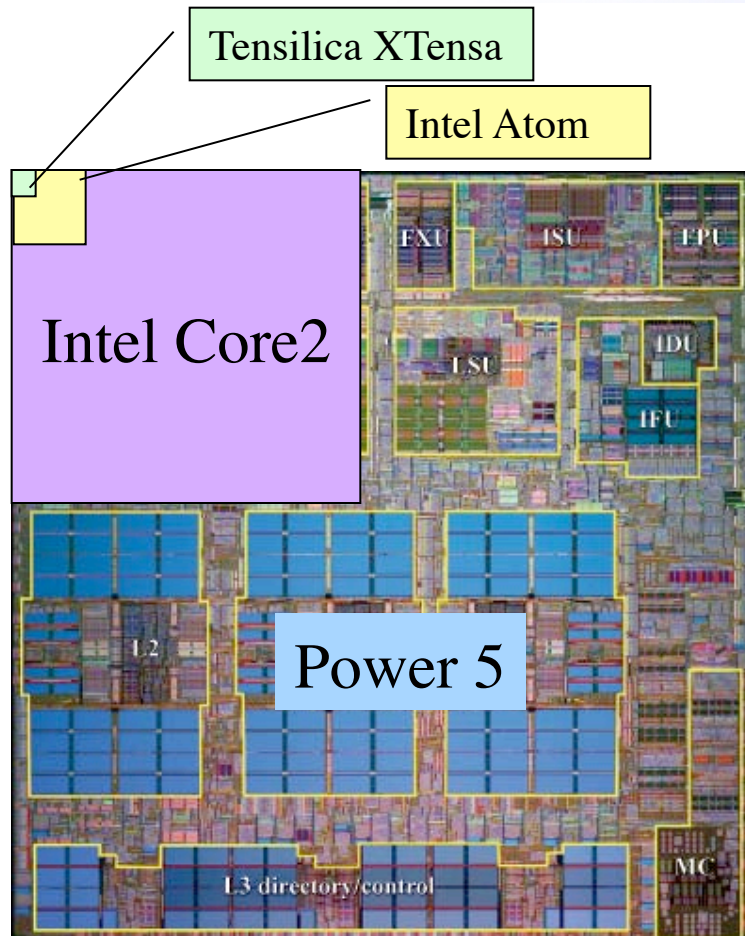 Tensilica XTensa
Intel Atom
FXU
ISU
FPU
Intel Core2
LSU
IDU
IFU
L2
Power 5
MC
L3 directory/control